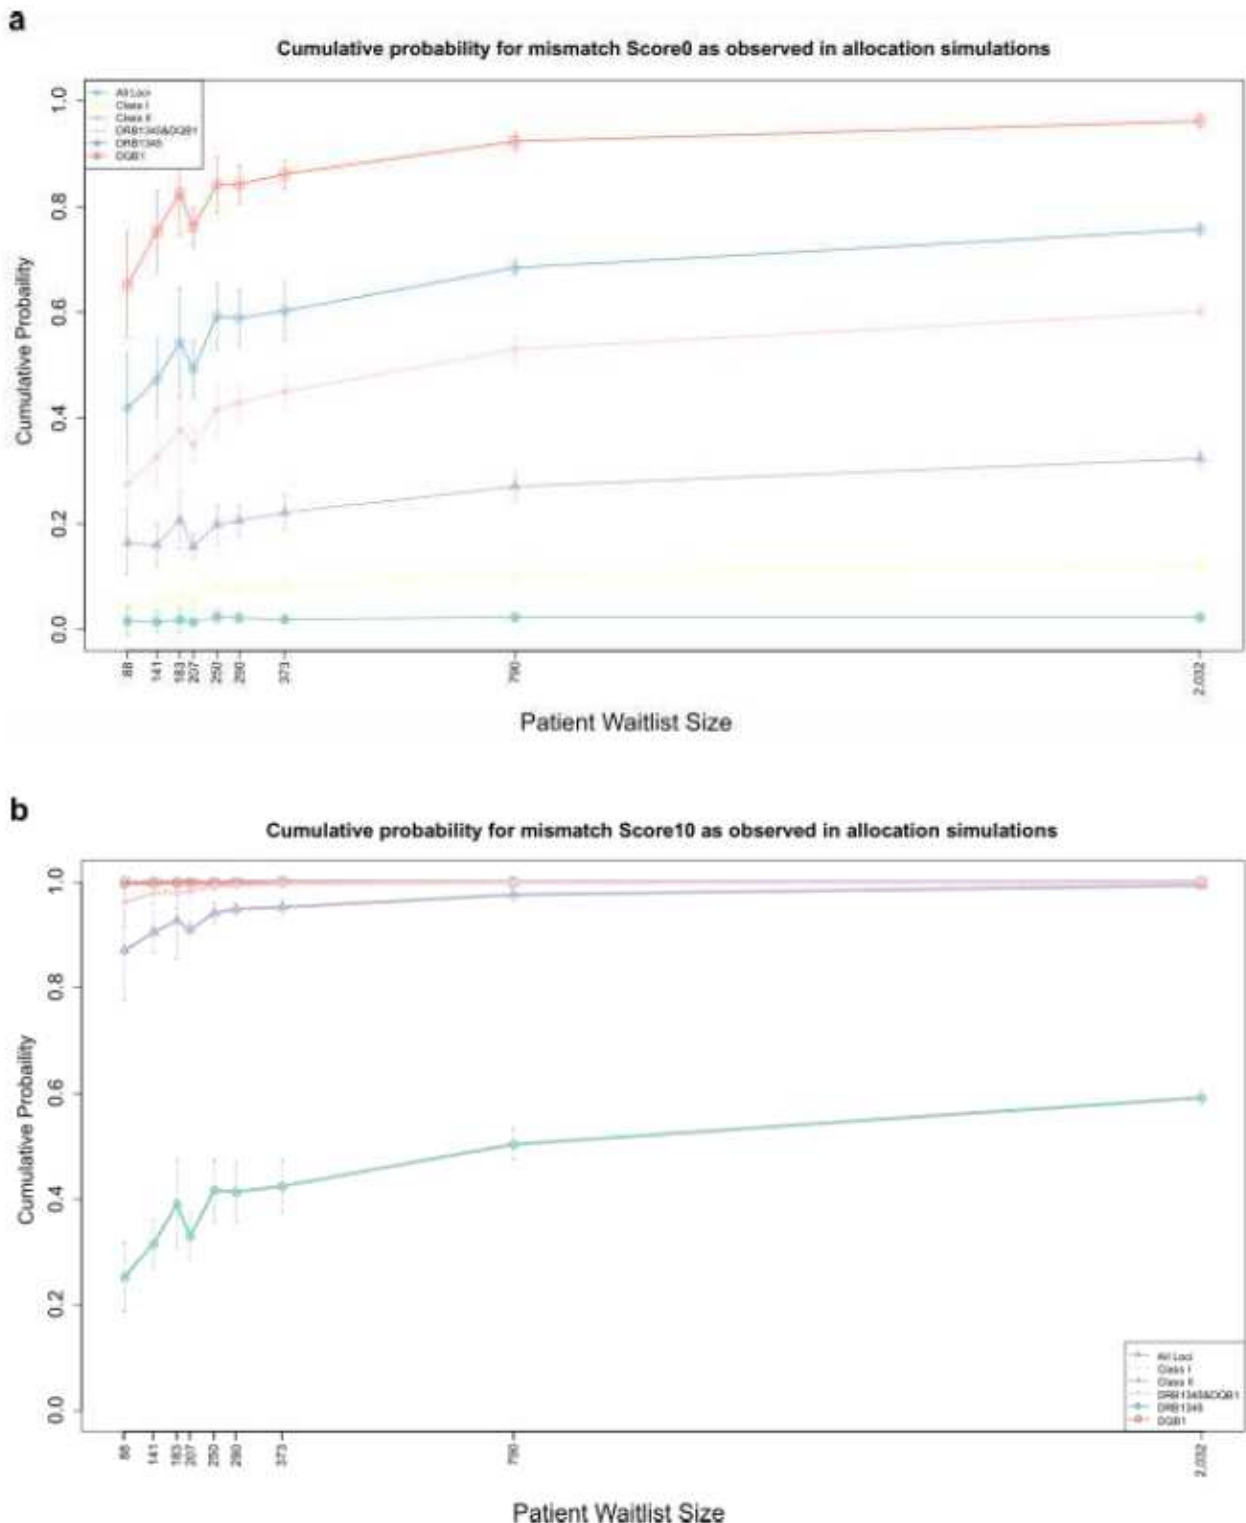 a
Cumulative probability for mismatch Score0 as observed in allocation simulations
All Loci
Class I
Class II
DRB1345&DQB1
DRB1345
DQB1
Cumulative Probaility
1.0
0.8
0.6
0.4
0.2
0.0
88
141
183
207
250
290
373
790
2,032
Patient Waitlist Size
b
Cumulative probability for mismatch Score10 as observed in allocation simulations
Cumulative Probaility
1.0
0.8
0.6
0.4
0.2
0.0
All Loci
Class I
Class II
DRB1345&DQB1
DRB1345
DQB1
88
141
183
207
250
290
373
790
2,032
Patient Waitlist Size